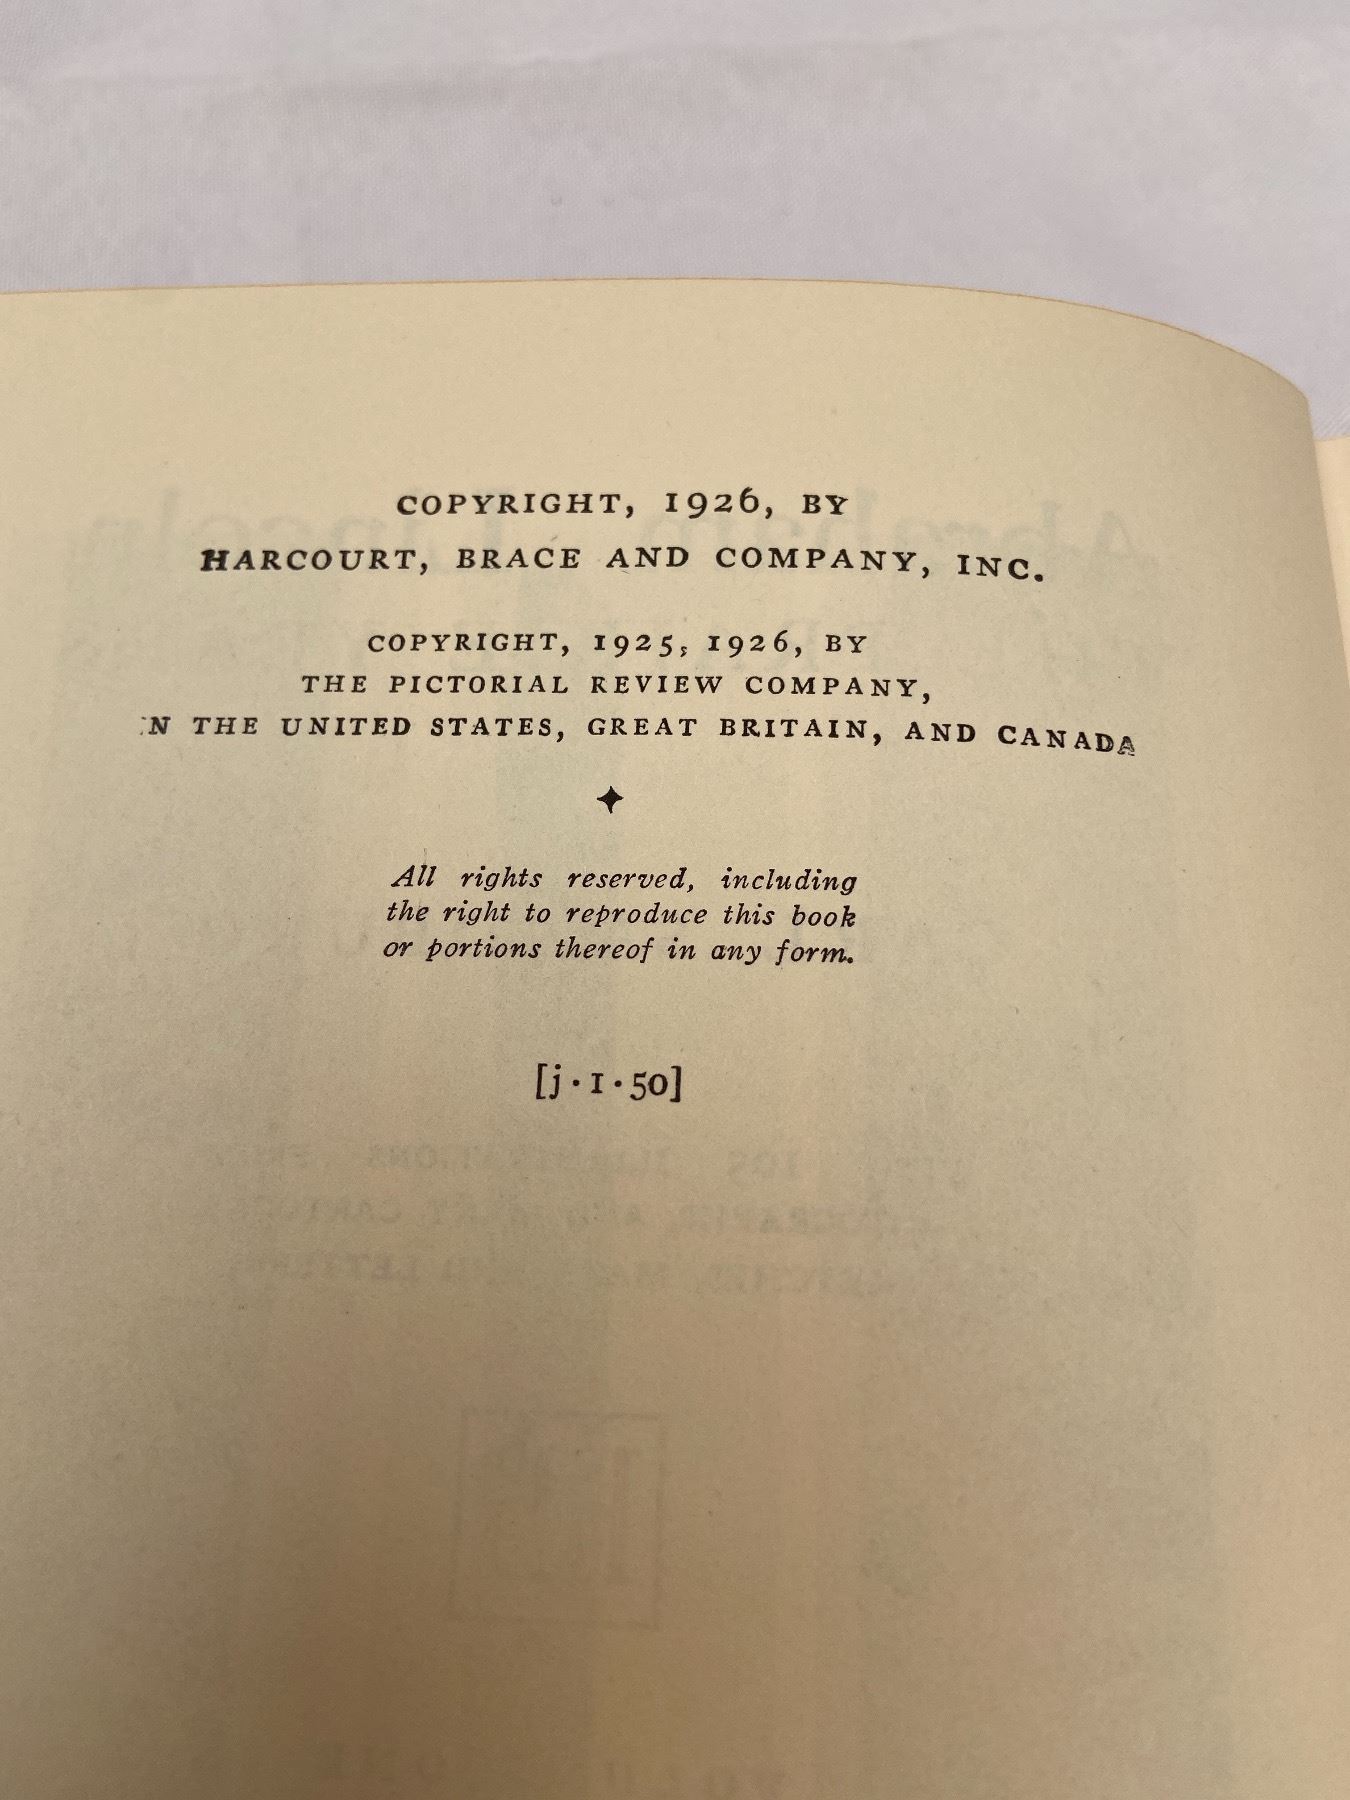 COPYRIGHT, 1926, BY
HARCOURT, BRACE AND COMPANY, INC.
COPYRIGHT, 1925, 1926, BY
THE PICTORIAL REVIEW COMPANY,
IN THE UNITED STATES, GREAT BRITAIN, AND CANADA
All rights reserved, including
the right to reproduce this book
or portions thereof in any form.
[j·1·50]